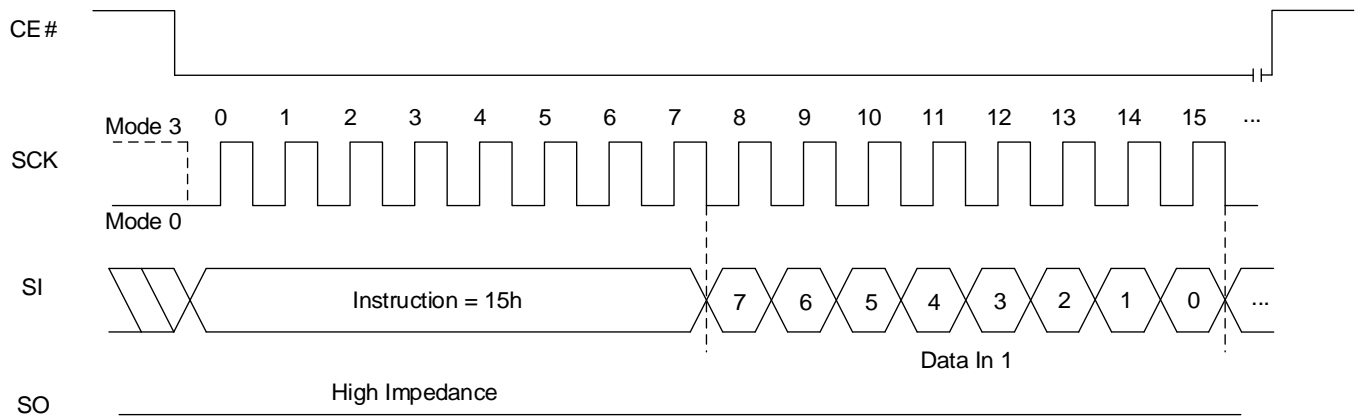 CE#
Mode 3 0 1 2 3 4 5 6 7 8 9 10 11 12 13 14 15 ...
SCK
Mode 0
SI Instruction = 15h 7 6 5 4 3 2 1 0 ...
Data In 1
High Impedance
SO